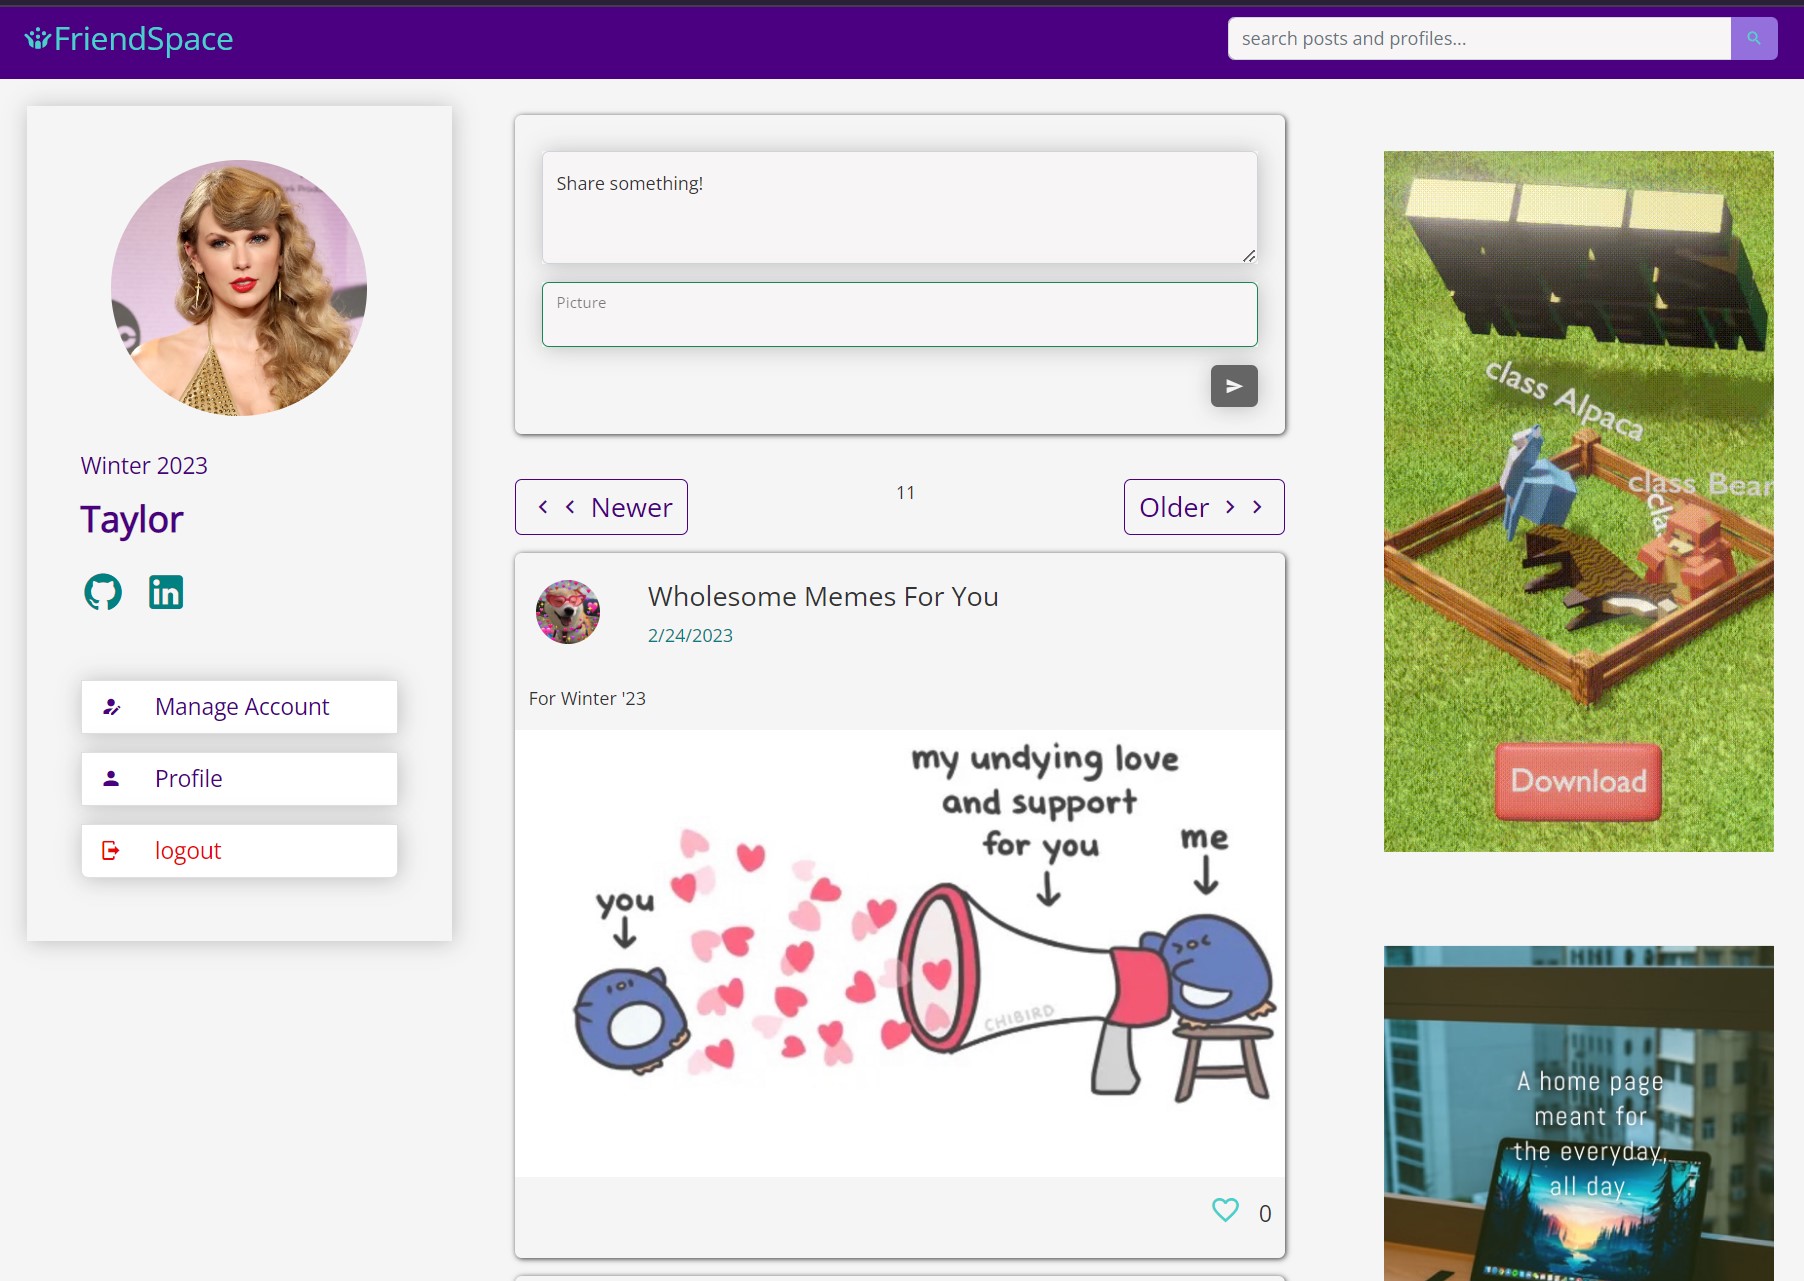 FriendSpace
search posts and profiles...
Winter 2023
Taylor
Manage Account
Profile
logout
Share something!
Picture
Newer
11
Older
Wholesome Memes For You
2/24/2023
For Winter '23
my undying love
and support
for you
me
you
CHIBIRD
0
class Alpaca
class Bear
cla
Download
A home page
meant for
the everyday,
all day.